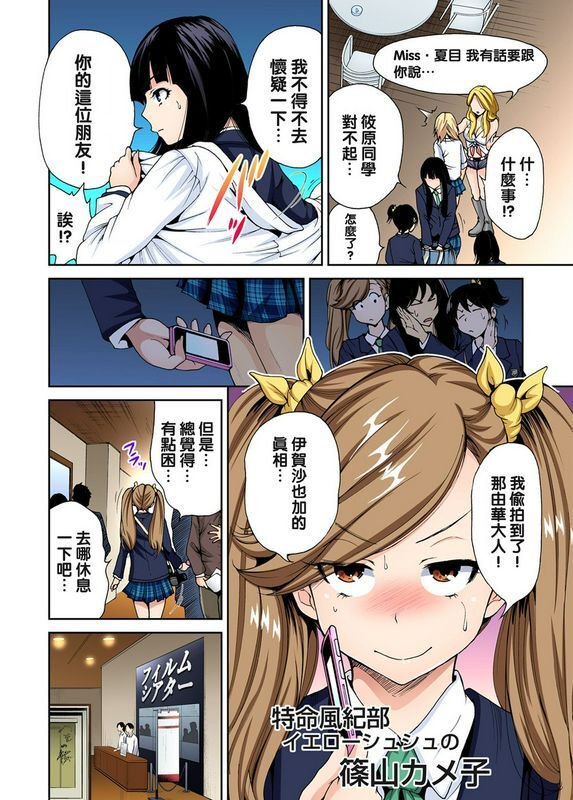 Miss・夏目 我有話要跟
你說…
什…
什麼事!?
筱原同學
對不起…
怎麼了?
我不得不去
懷疑一下…
你的這位朋友！
誒!?
我偷拍到了！
那由華大人！
伊賀沙也加的
真相…
特命風紀部
イエローシュシュの
篠山カメ子
但是…
總覺得…
有點困…
去哪休息
一下吧…
フィルム
シアター